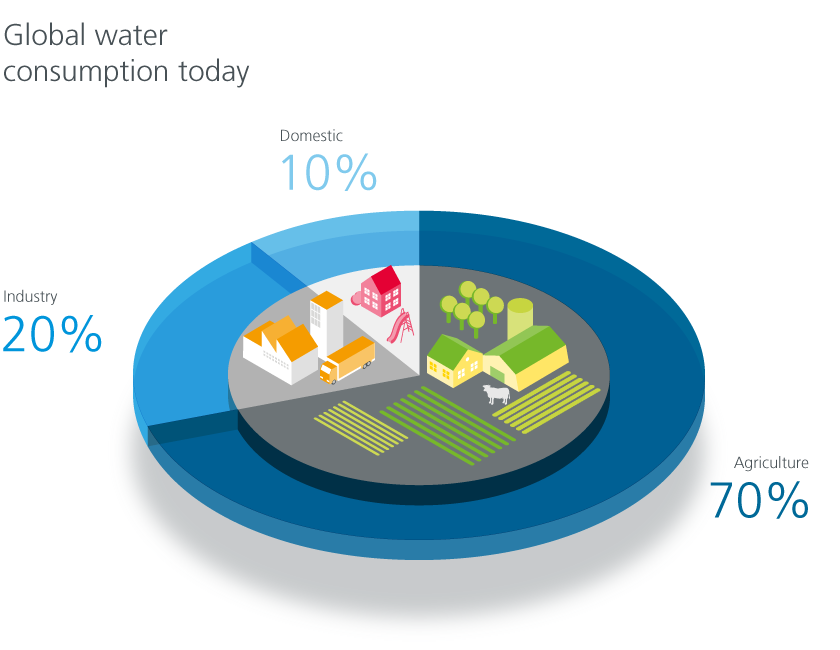 Global water
consumption today
Domestic
10%
Industry
20%
Agriculture
70%